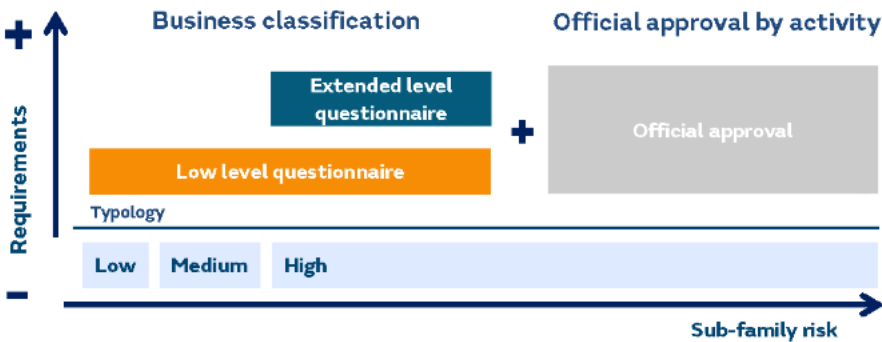 Business classification
Official approval by activity
+
Requirements
-
Extended level
questionnaire
+
Official approval
Low level questionnaire
Typology
Low
Medium
High
Sub-family risk